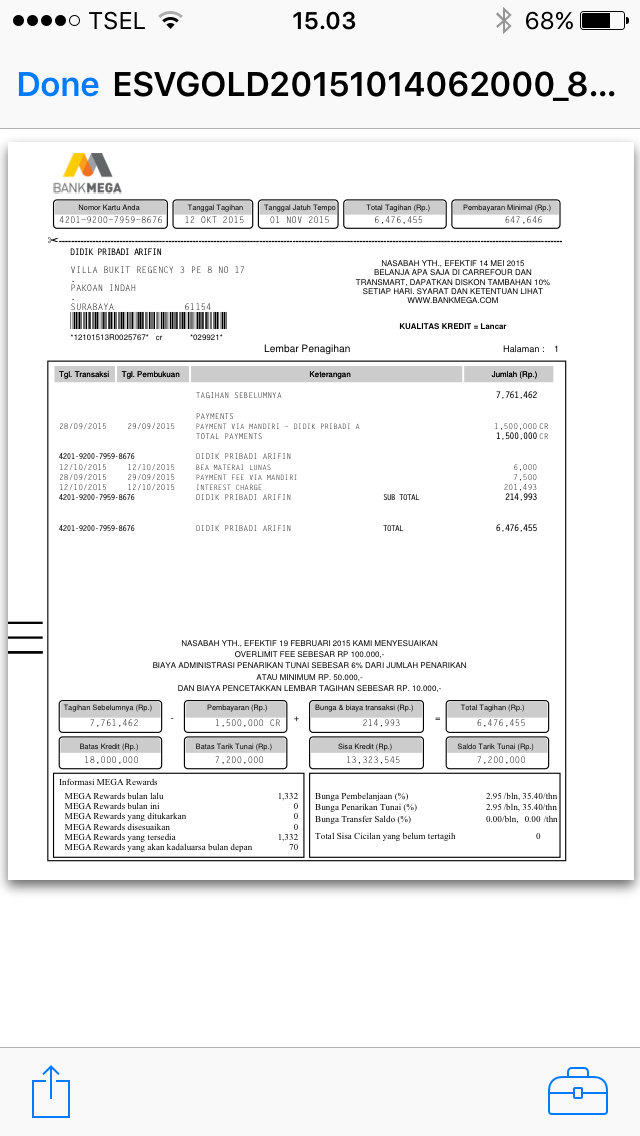 TSEL 15.03 68%
Done ESVGOLD20151014062000_8...
BANKMEGA
Nomor Kartu Anda Tanggal Tagihan Tanggal Jatuh Tempo Total Tagihan (Rp.) Pembayaran Minimal (Rp.)
4201-9200-7959-8676 12 OKT 2015 01 NOV 2015 6,476,455 647,646
DIDIK PRIBADI ARIFIN
VILLA BUKIT REGENCY 3 PE 8 NO 17
.
PAKOAN INDAH
.
SURABAYA 61154
*12101513R0025767* cr *029921*
NASABAH YTH., EFEKTIF 14 MEI 2015
BELANJA APA SAJA DI CARREFOUR DAN
TRANSMART, DAPATKAN DISKON TAMBAHAN 10%
SETIAP HARI. SYARAT DAN KETENTUAN LIHAT
WWW.BANKMEGA.COM
KUALITAS KREDIT = Lancar
Lembar Penagihan Halaman : 1
Tgl. Transaksi Tgl. Pembukuan Keterangan Jumlah (Rp.)
TAGIHAN SEBELUMNYA 7,761,462
PAYMENTS
28/09/2015 29/09/2015 PAYMENT VIA MANDIRI - DIDIK PRIBADI A 1,500,000 CR
TOTAL PAYMENTS 1,500,000 CR
4201-9200-7959-8676 DIDIK PRIBADI ARIFIN
12/10/2015 12/10/2015 BEA MATERAI LUNAS 6,000
28/09/2015 29/09/2015 PAYMENT FEE VIA MANDIRI 7,500
12/10/2015 12/10/2015 INTEREST CHARGE 201,493
4201-9200-7959-8676 DIDIK PRIBADI ARIFIN SUB TOTAL 214,993
4201-9200-7959-8676 DIDIK PRIBADI ARIFIN TOTAL 6,476,455
NASABAH YTH., EFEKTIF 19 FEBRUARI 2015 KAMI MENYESUAIKAN
OVERLIMIT FEE SEBESAR RP 100.000,-
BIAYA ADMINISTRASI PENARIKAN TUNAI SEBESAR 6% DARI JUMLAH PENARIKAN
ATAU MINIMUM RP. 50.000,-
DAN BIAYA PENCETAKKAN LEMBAR TAGIHAN SEBESAR RP. 10.000,-
Tagihan Sebelumnya (Rp.) Pembayaran (Rp.) Bunga & biaya transaksi (Rp.) Total Tagihan (Rp.)
7,761,462 - 1,500,000 CR + 214,993 = 6,476,455
Batas Kredit (Rp.) Batas Tarik Tunai (Rp.) Sisa Kredit (Rp.) Saldo Tarik Tunai (Rp.)
18,000,000 7,200,000 13,323,545 7,200,000
Informasi MEGA Rewards
MEGA Rewards bulan lalu 1,332
MEGA Rewards bulan ini 0
MEGA Rewards yang ditukarkan 0
MEGA Rewards disesuaikan 0
MEGA Rewards yang tersedia 1,332
MEGA Rewards yang akan kadaluarsa bulan depan 70
Bunga Pembelanjaan (%) 2.95 /bln, 35.40/thn
Bunga Penarikan Tunai (%) 2.95 /bln, 35.40/thn
Bunga Transfer Saldo (%) 0.00/bln, 0.00 /thn
Total Sisa Cicilan yang belum tertagih 0